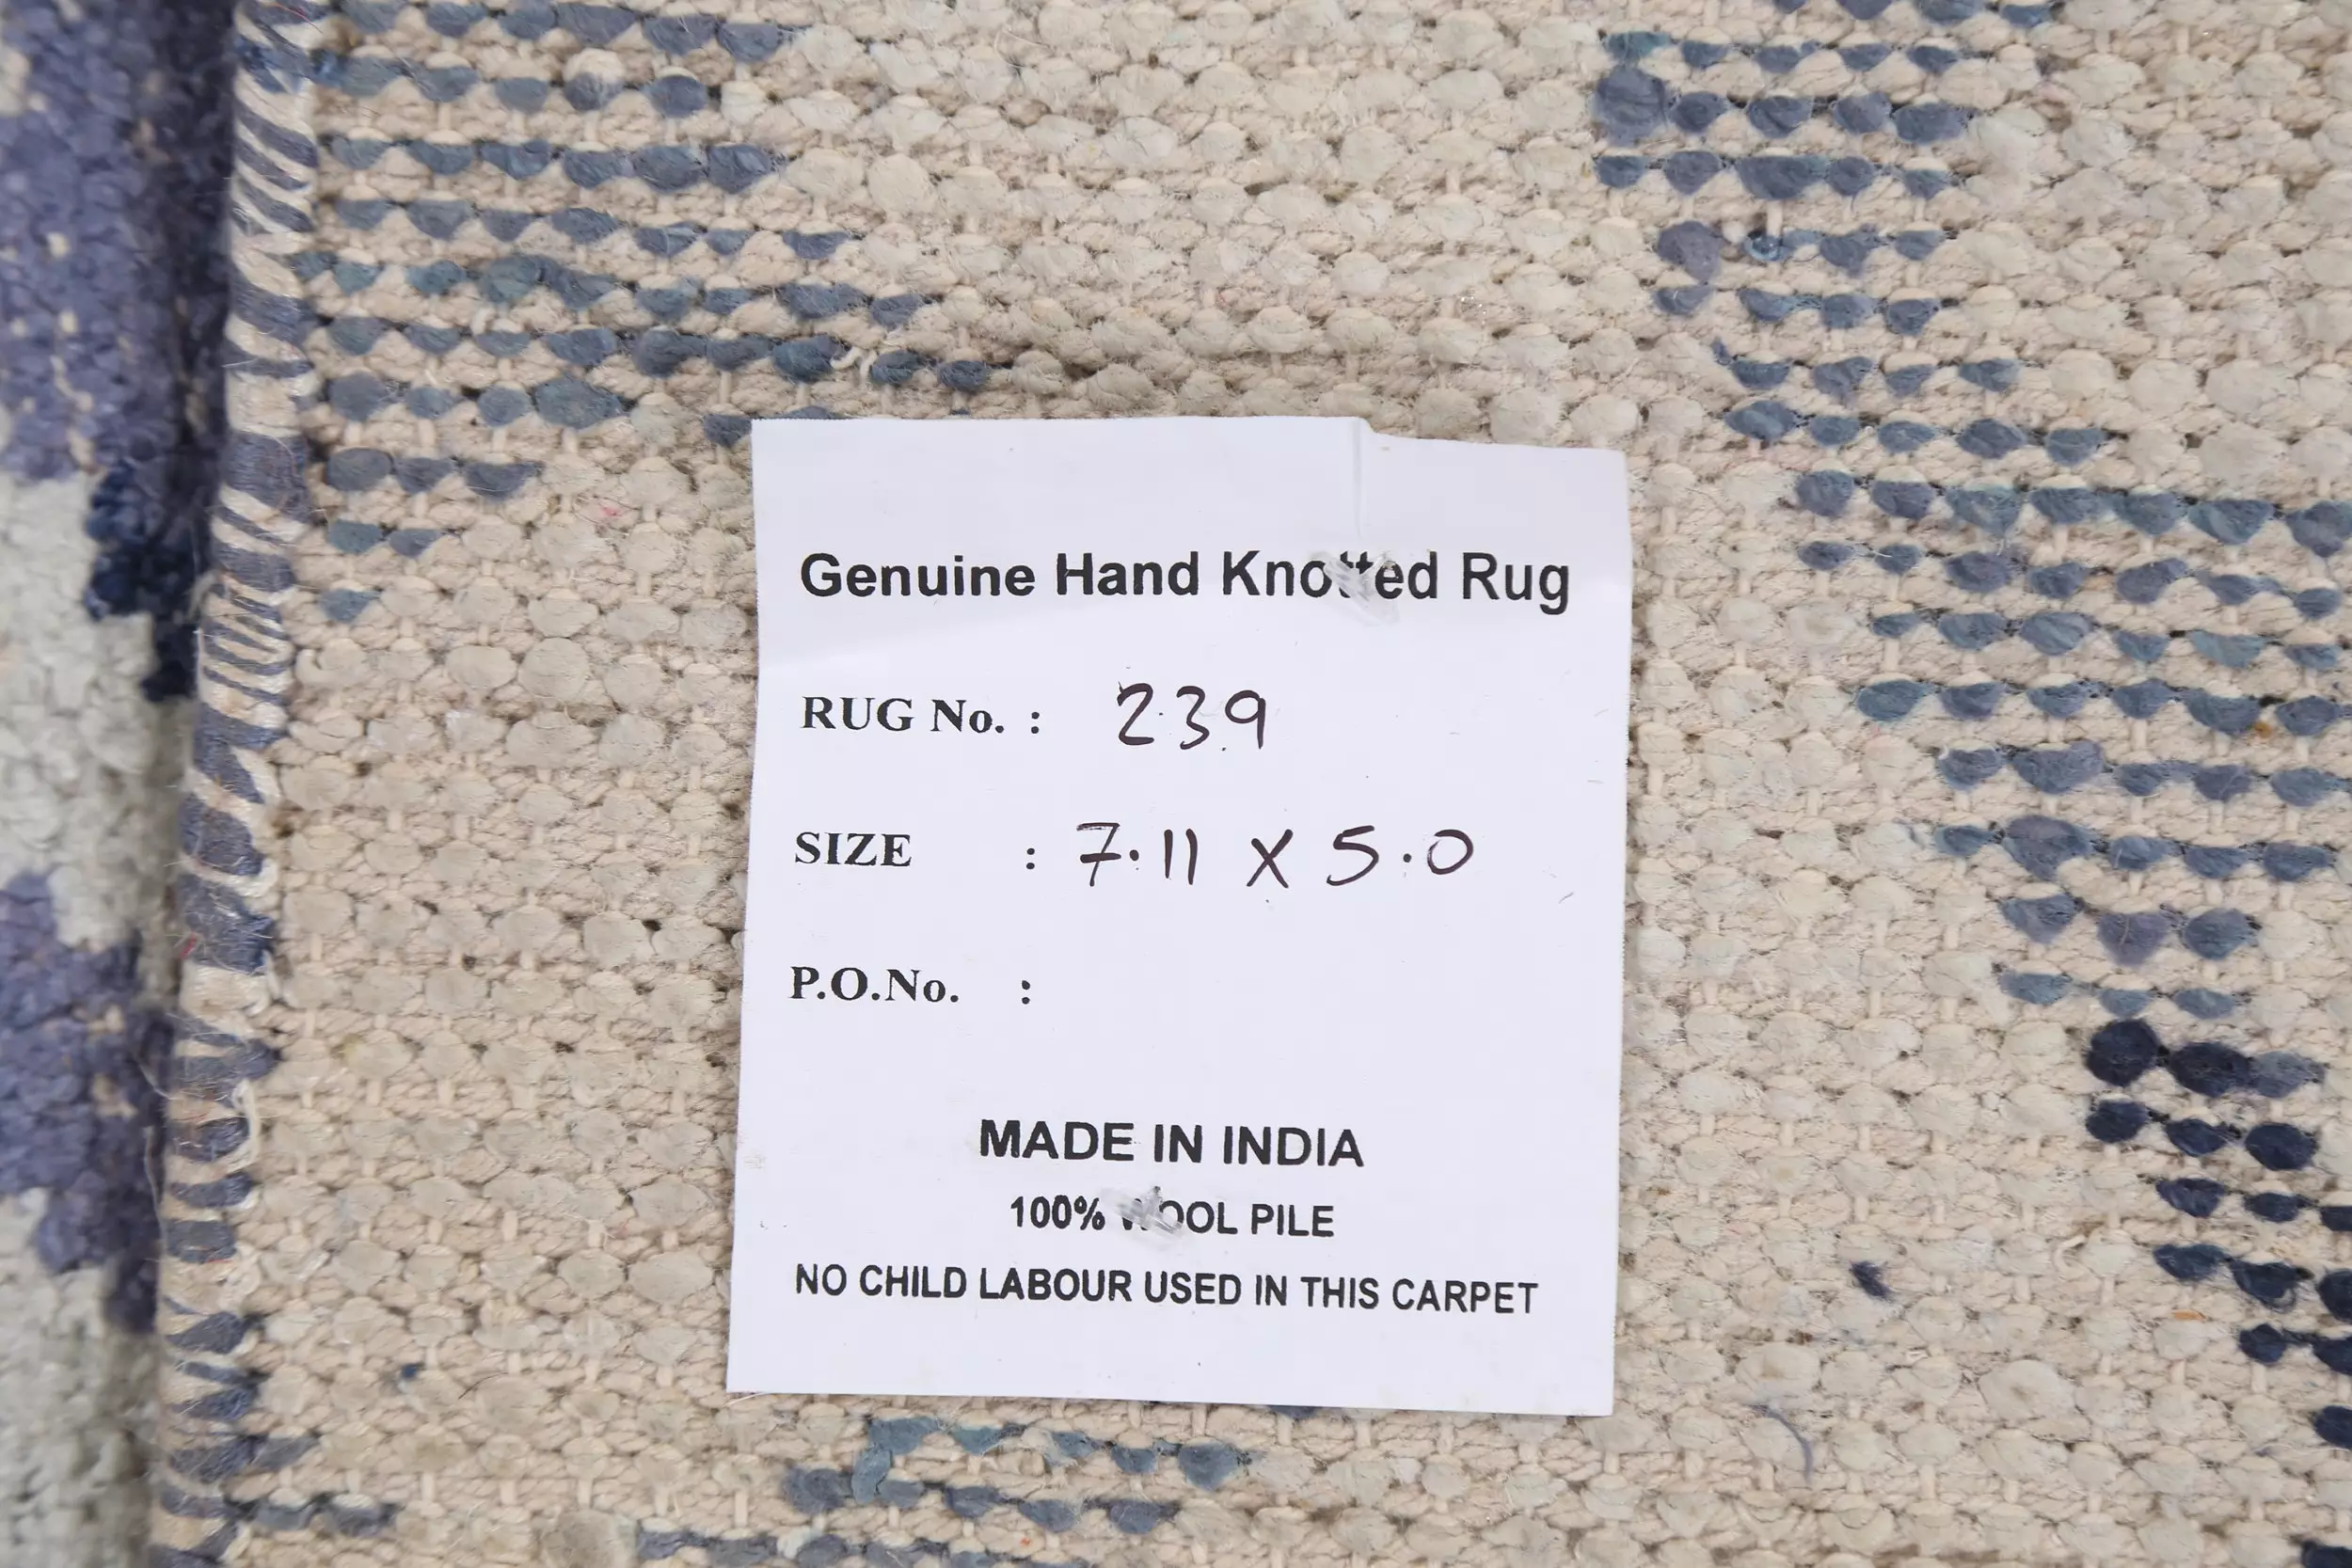 Genuine Hand Knotted Rug
RUG No. : 239
SIZE : 7.11 X 5.0
P.O.No. :
MADE IN INDIA
100% WOOL PILE
NO CHILD LABOUR USED IN THIS CARPET